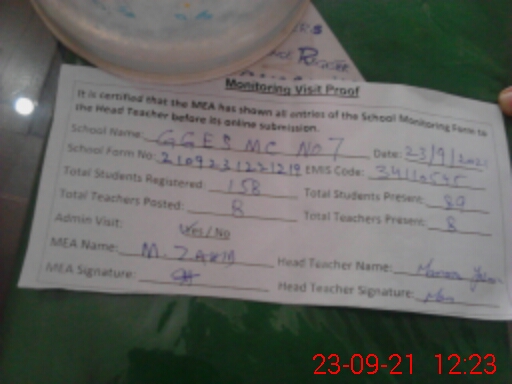 Monitoring Visit Proof
It is certified that the MEA has shown all entries of the School Monitoring Form to
the Head Teacher before its online submission.
School Name: GGES MC No 7 Date: 23/9/2021
School Form No: 2109231221219 EMIS Code: 34110545
Total Students Registered: 158 Total Students Present: 89
Total Teachers Posted: 8 Total Teachers Present: 8
Admin Visit: Yes / No
MEA Name: M. ZAKIR Head Teacher Name:
MEA Signature: Head Teacher Signature:
23-09-21 12:23